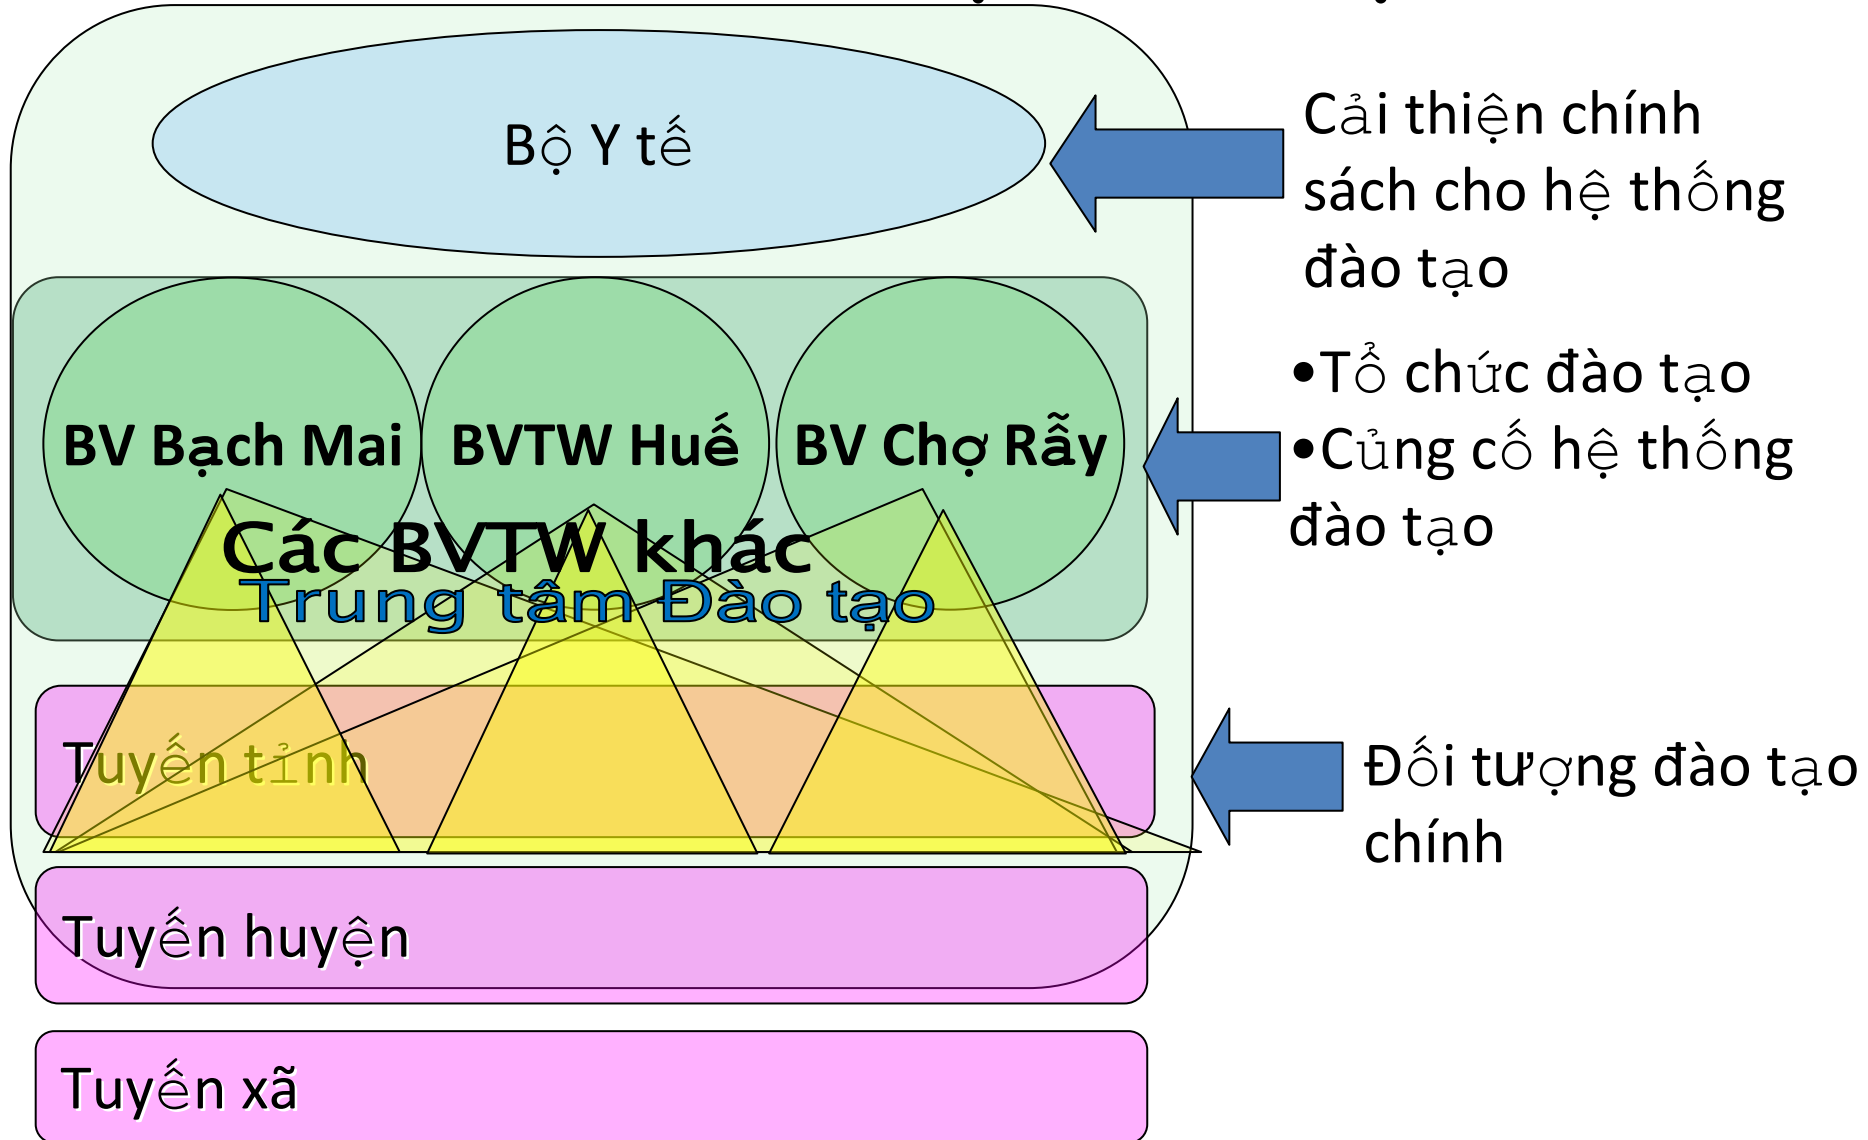 Bộ Y tế
Cải thiện chính
sách cho hệ thống
đào tạo
•Tổ chức đào tạo
•Củng cố hệ thống
đào tạo
BV Bạch Mai
BVTW Huế
BV Chợ Rẫy
Các BVTW khác
Trung tâm Đào tạo
Tuyến tỉnh
Đối tượng đào tạo
chính
Tuyến huyện
Tuyến xã